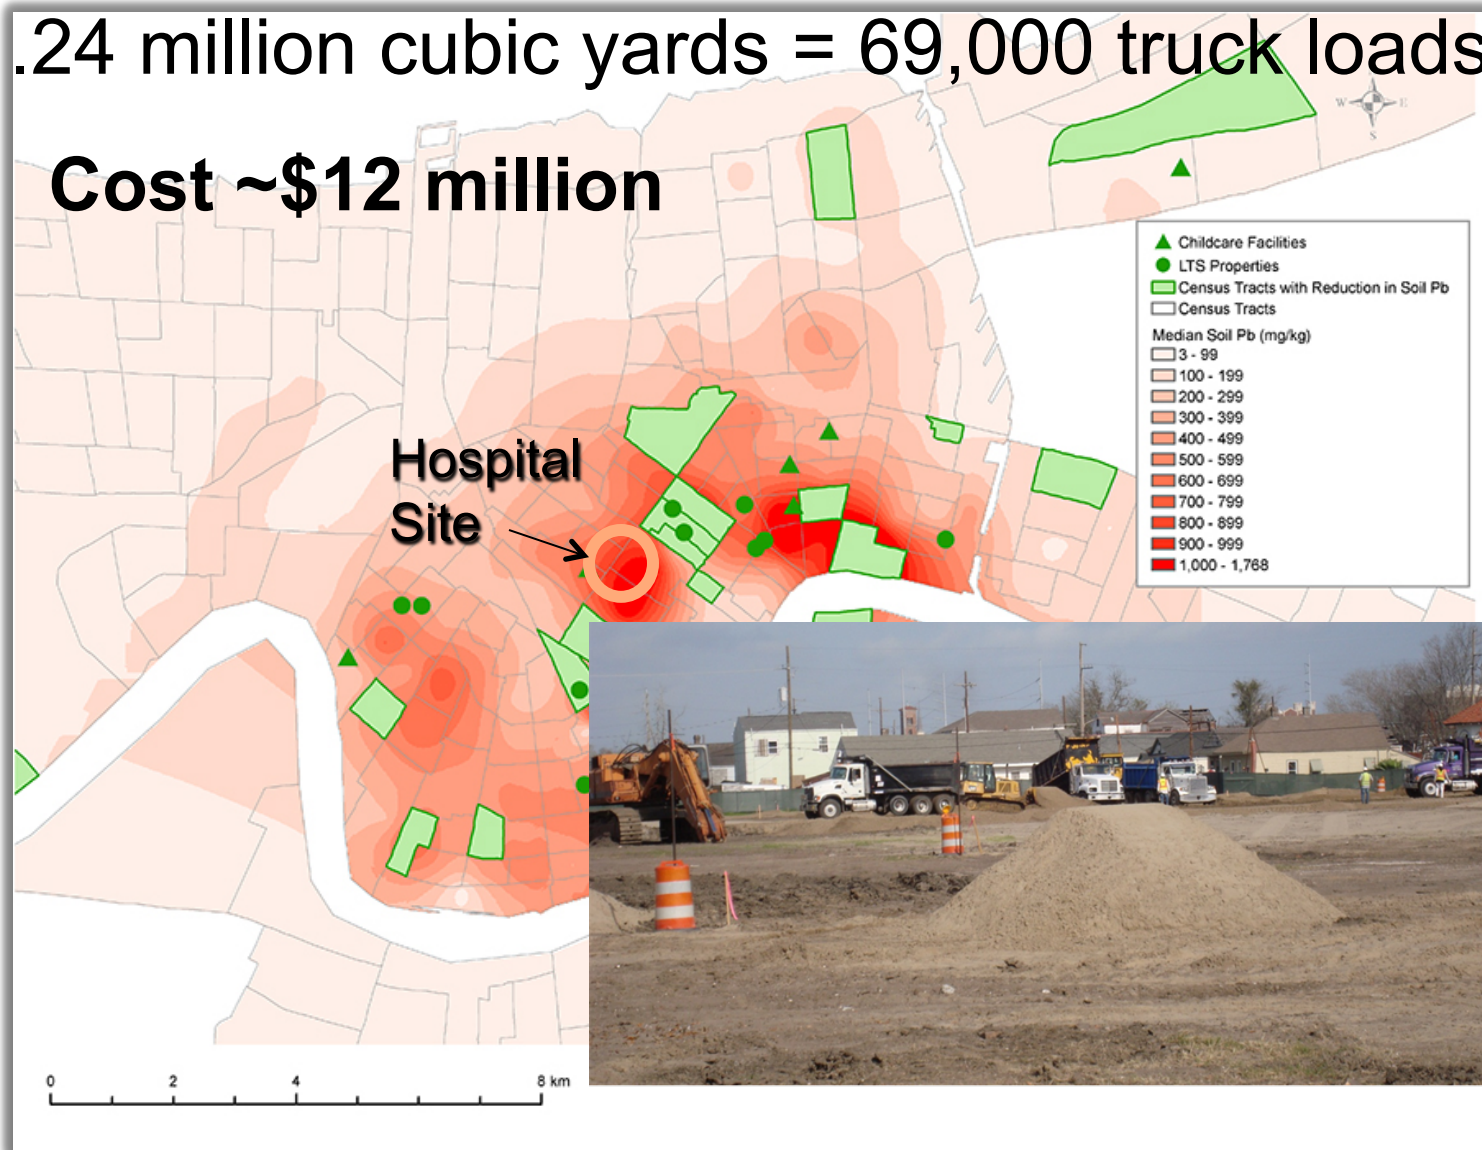 .24 million cubic yards = 69,000 truck loads
Cost ~$12 million
W E
S
Childcare Facilities
LTS Properties
Census Tracts with Reduction in Soil Pb
Census Tracts
Median Soil Pb (mg/kg)
3 - 99
100 - 199
200 - 299
300 - 399
400 - 499
500 - 599
600 - 699
700 - 799
800 - 899
900 - 999
1,000 - 1,768
Hospital
Site
0 2 4 8 km